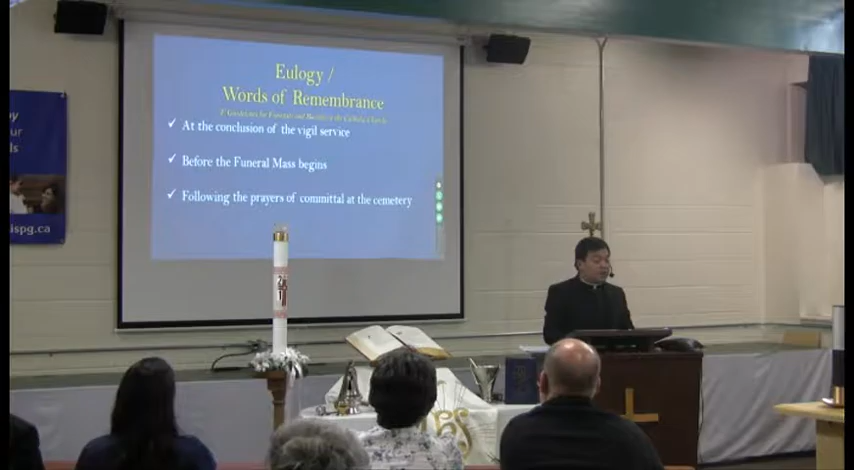 Eulogy /
Words of Remembrance
✓ At the conclusion of the vigil service
✓ Before the Funeral Mass begins
✓ Following the prayers of committal at the cemetery
ispg.ca